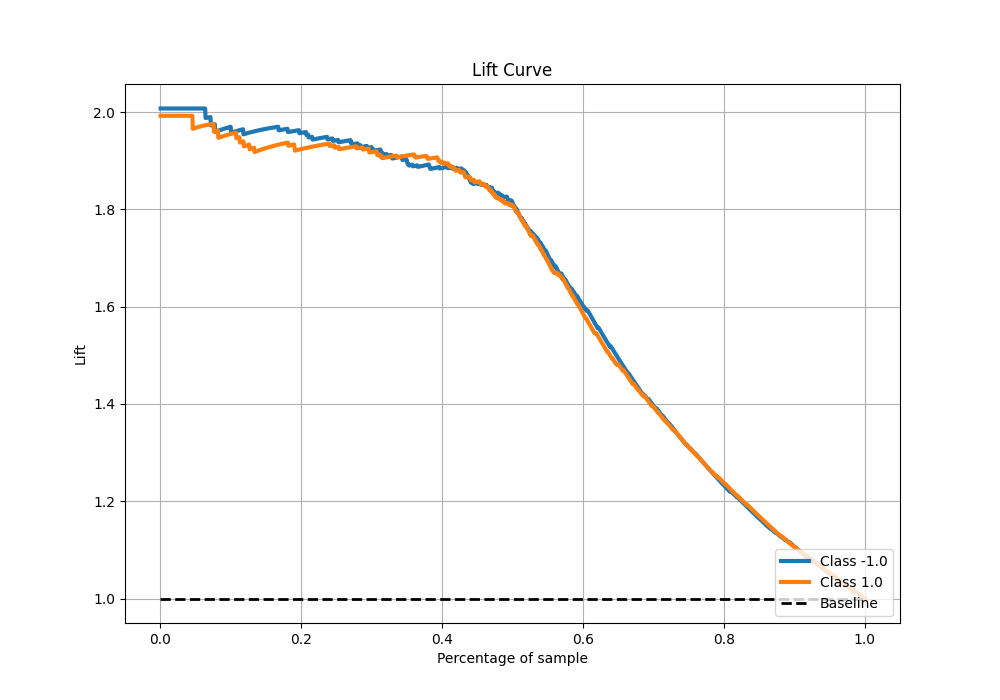 Lift Curve
2.0
1.8
1.6
1.4
1.2
1.0
Lift
0.0 0.2 0.4 0.6 0.8 1.0
Percentage of sample
Class -1.0
Class 1.0
Baseline